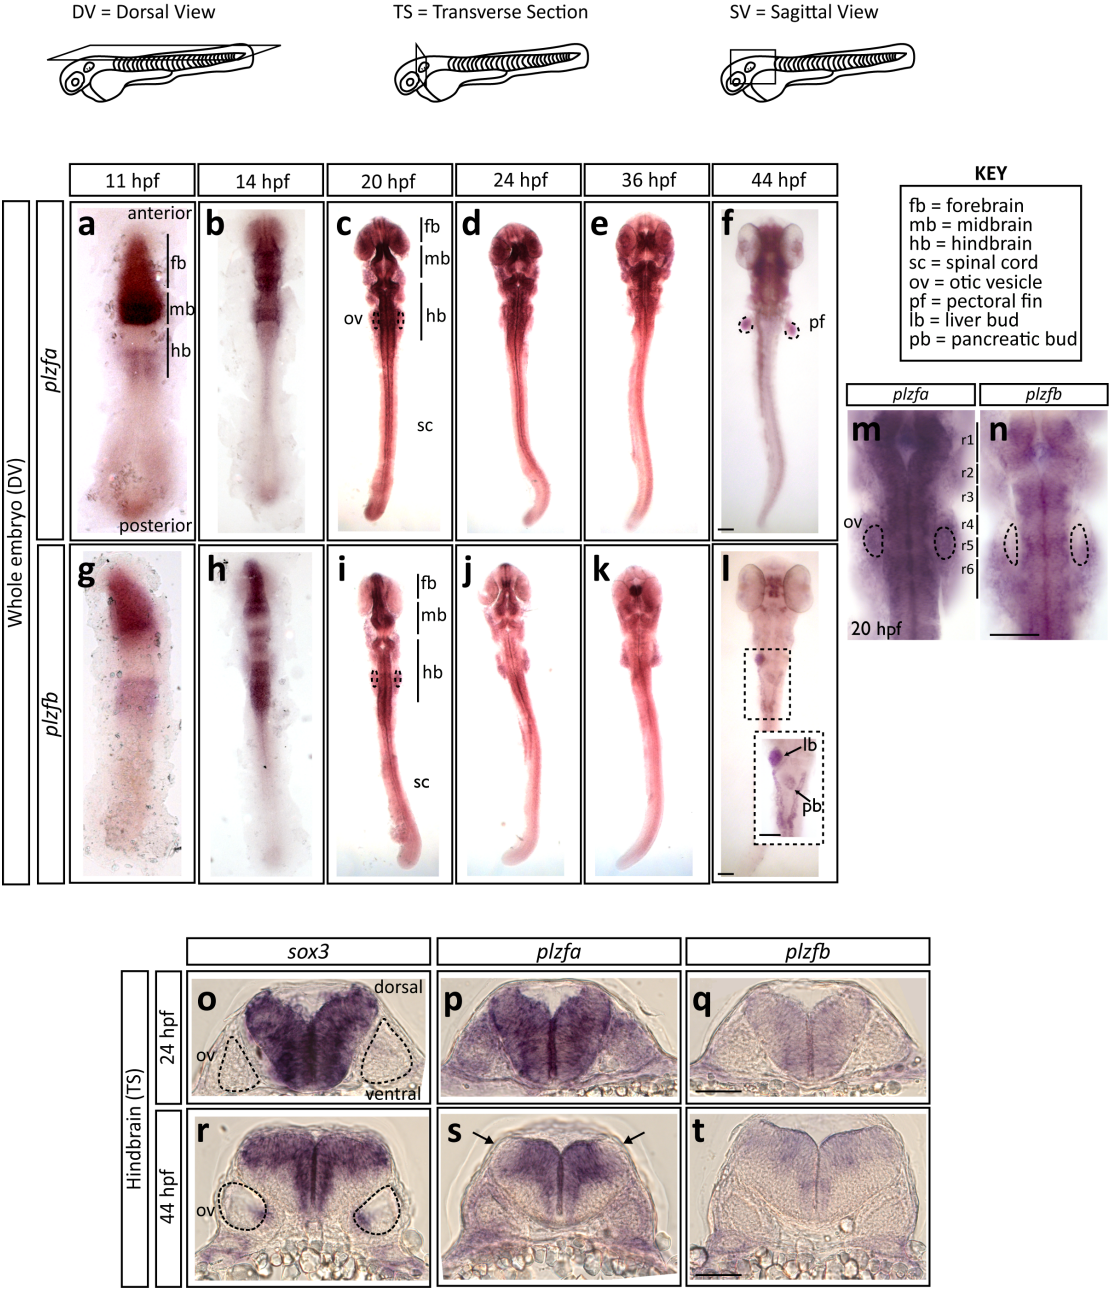 DV = Dorsal View
TS = Transverse Section
SV = Sagittal View
11 hpf
14 hpf
20 hpf
24 hpf
36 hpf
44 hpf
KEY
fb = forebrain
mb = midbrain
hb = hindbrain
sc = spinal cord
ov = otic vesicle
pf = pectoral fin
lb = liver bud
pb = pancreatic bud
Whole embryo (DV)
plzfa
a
anterior
fb
mb
hb
posterior
b
c
fb
mb
hb
ov
sc
d
e
f
pf
plzfb
g
h
i
fb
mb
hb
sc
j
k
l
lb
pb
plzfa
plzfb
m
n
r1
r2
r3
r4
r5
r6
ov
20 hpf
sox3
plzfa
plzfb
Hindbrain (TS)
24 hpf
o
dorsal
ov
ventral
p
q
44 hpf
r
ov
s
t